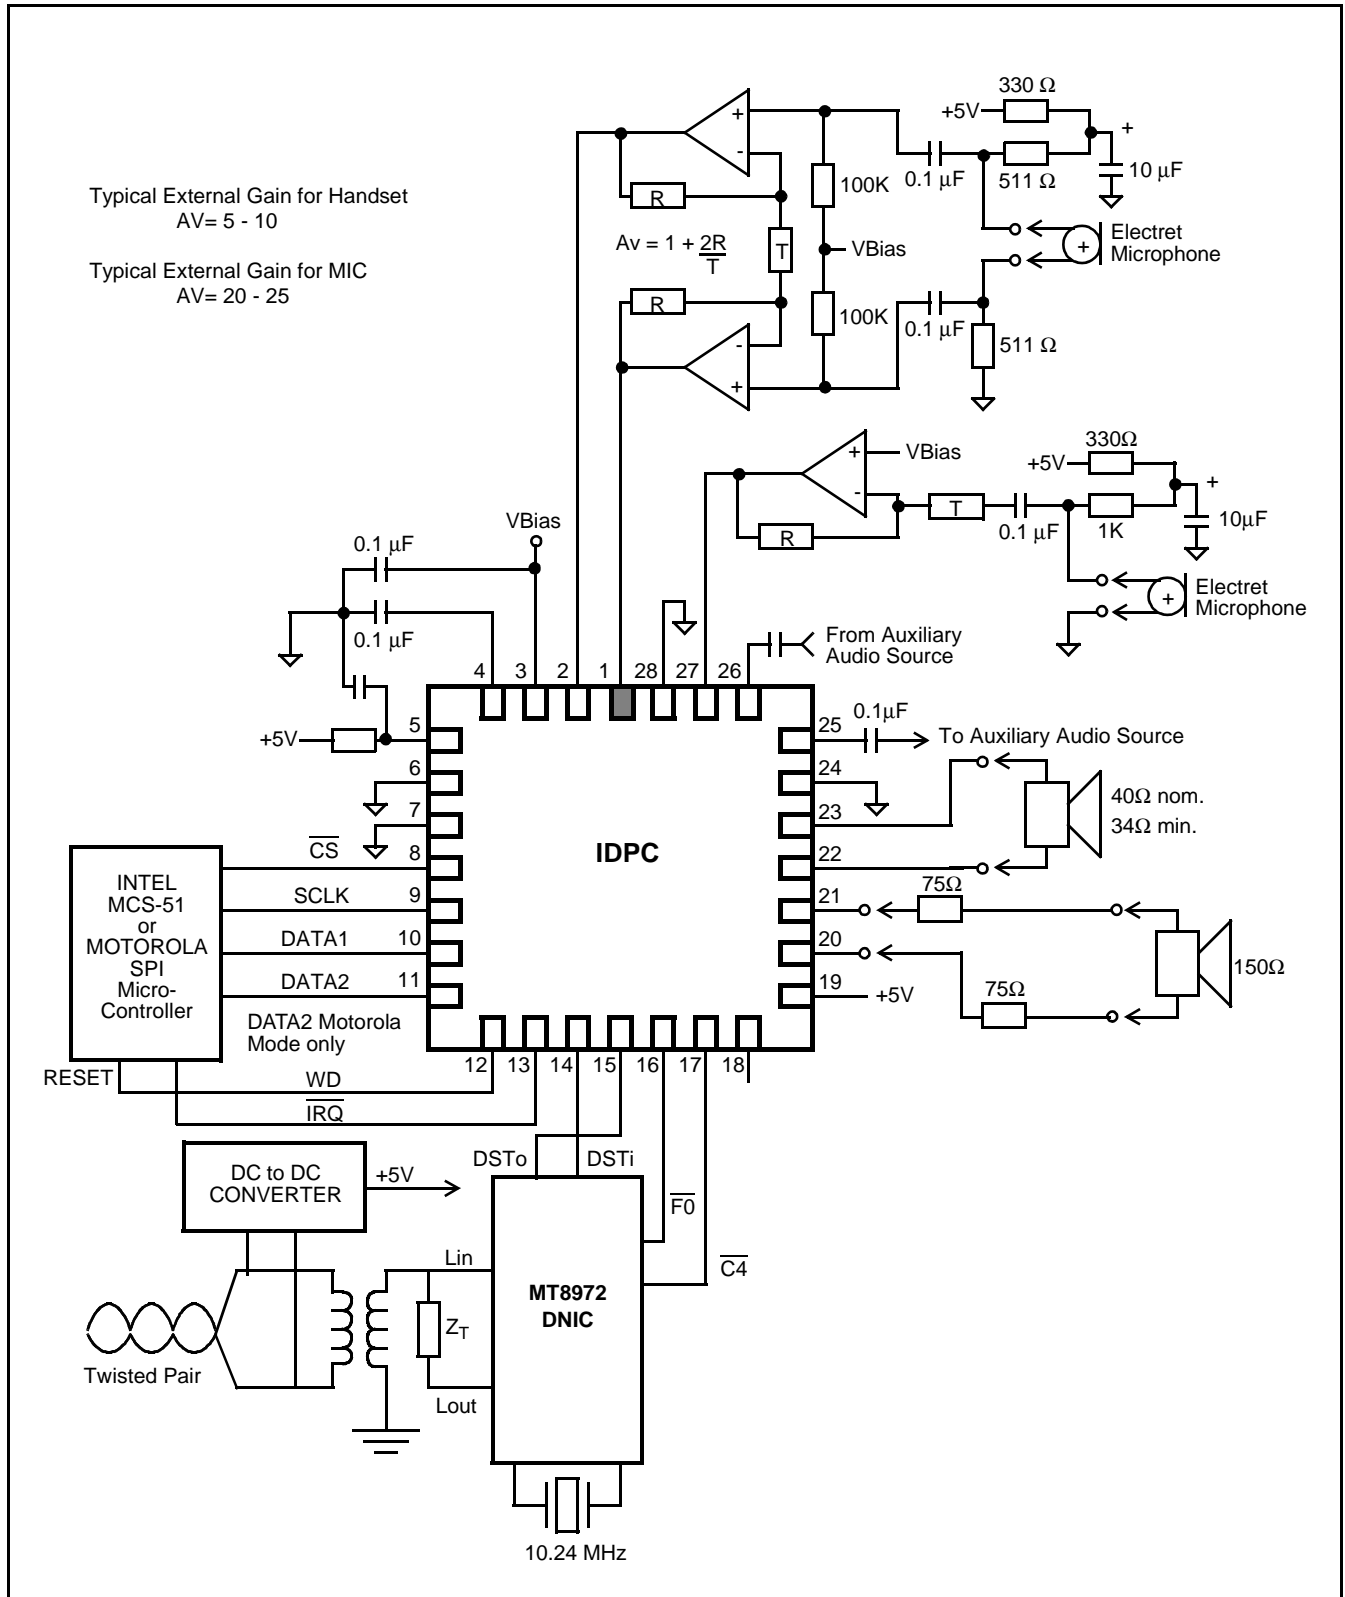 330 Ω
+5V
+
+
-
0.1 μF
511 Ω
10 μF
100K
R
Typical External Gain for Handset
AV= 5 - 10
Av = 1 + 2R
T
T
VBias
+
Electret
Microphone
Typical External Gain for MIC
AV= 20 - 25
R
100K
0.1 μF
511 Ω
-
+
330Ω
+5V
+
VBias
+
-
T
0.1 μF
1K
10μF
R
VBias
0.1 μF
0.1 μF
+
Electret
Microphone
From Auxiliary
Audio Source
4
3
2
1
28
27
26
+5V
5
6
7
CS
8
SCLK
9
DATA1
10
DATA2
11
INTEL
MCS-51
or
MOTOROLA
SPI
Micro-
Controller
DATA2 Motorola
Mode only
IDPC
25
0.1μF
To Auxiliary Audio Source
24
23
22
40Ω nom.
34Ω min.
21
75Ω
20
150Ω
19
+5V
75Ω
12
13
14
15
16
17
18
RESET
WD
IRQ
DC to DC
CONVERTER
+5V
DSTo
DSTi
F0
C4
Lin
ZT
Lout
MT8972
DNIC
Twisted Pair
10.24 MHz